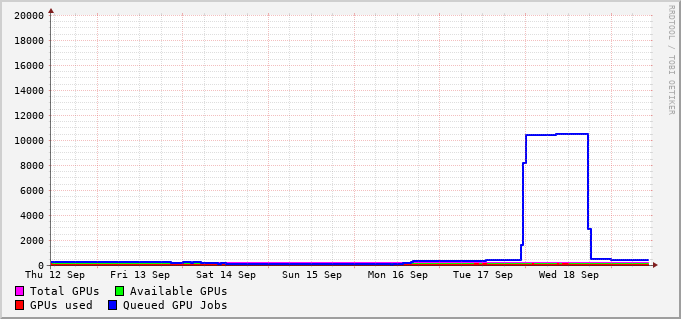 RRDTOOL / TOBI OETIKER
20000
18000
16000
14000
12000
10000
8000
6000
4000
2000
0
Thu 12 Sep Fri 13 Sep Sat 14 Sep Sun 15 Sep Mon 16 Sep Tue 17 Sep Wed 18 Sep
Total GPUs Available GPUs
GPUs used Queued GPU Jobs